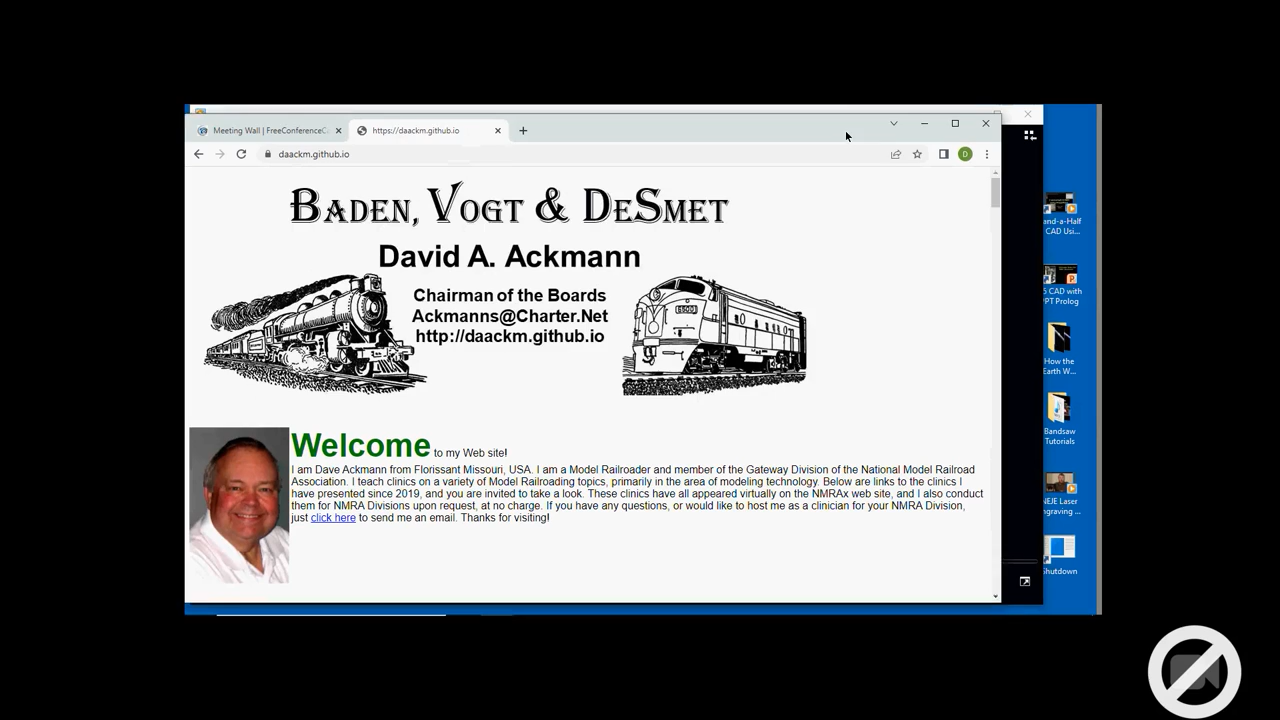 Meeting Wall | FreeConferenceC
https://daackm.github.io
daackm.github.io
D
BADEN, VOGT & DESMET
David A. Ackmann
Chairman of the Boards
Ackmanns@Charter.Net
http://daackm.github.io
5500
Welcome to my Web site!
I am Dave Ackmann from Florissant Missouri, USA. I am a Model Railroader and member of the Gateway Division of the National Model Railroad
Association. I teach clinics on a variety of Model Railroading topics, primarily in the area of modeling technology. Below are links to the clinics I
have presented since 2019, and you are invited to take a look. These clinics have all appeared virtually on the NMRAx web site, and I also conduct
them for NMRA Divisions upon request, at no charge. If you have any questions, or would like to host me as a clinician for your NMRA Division,
just click here to send me an email. Thanks for visiting!
and-a-Half
CAD Usi...
CAD with
PT Prolog
How the
Earth W...
Bandsaw
Tutorials
NEJE Laser
ngraving ...
Shutdown